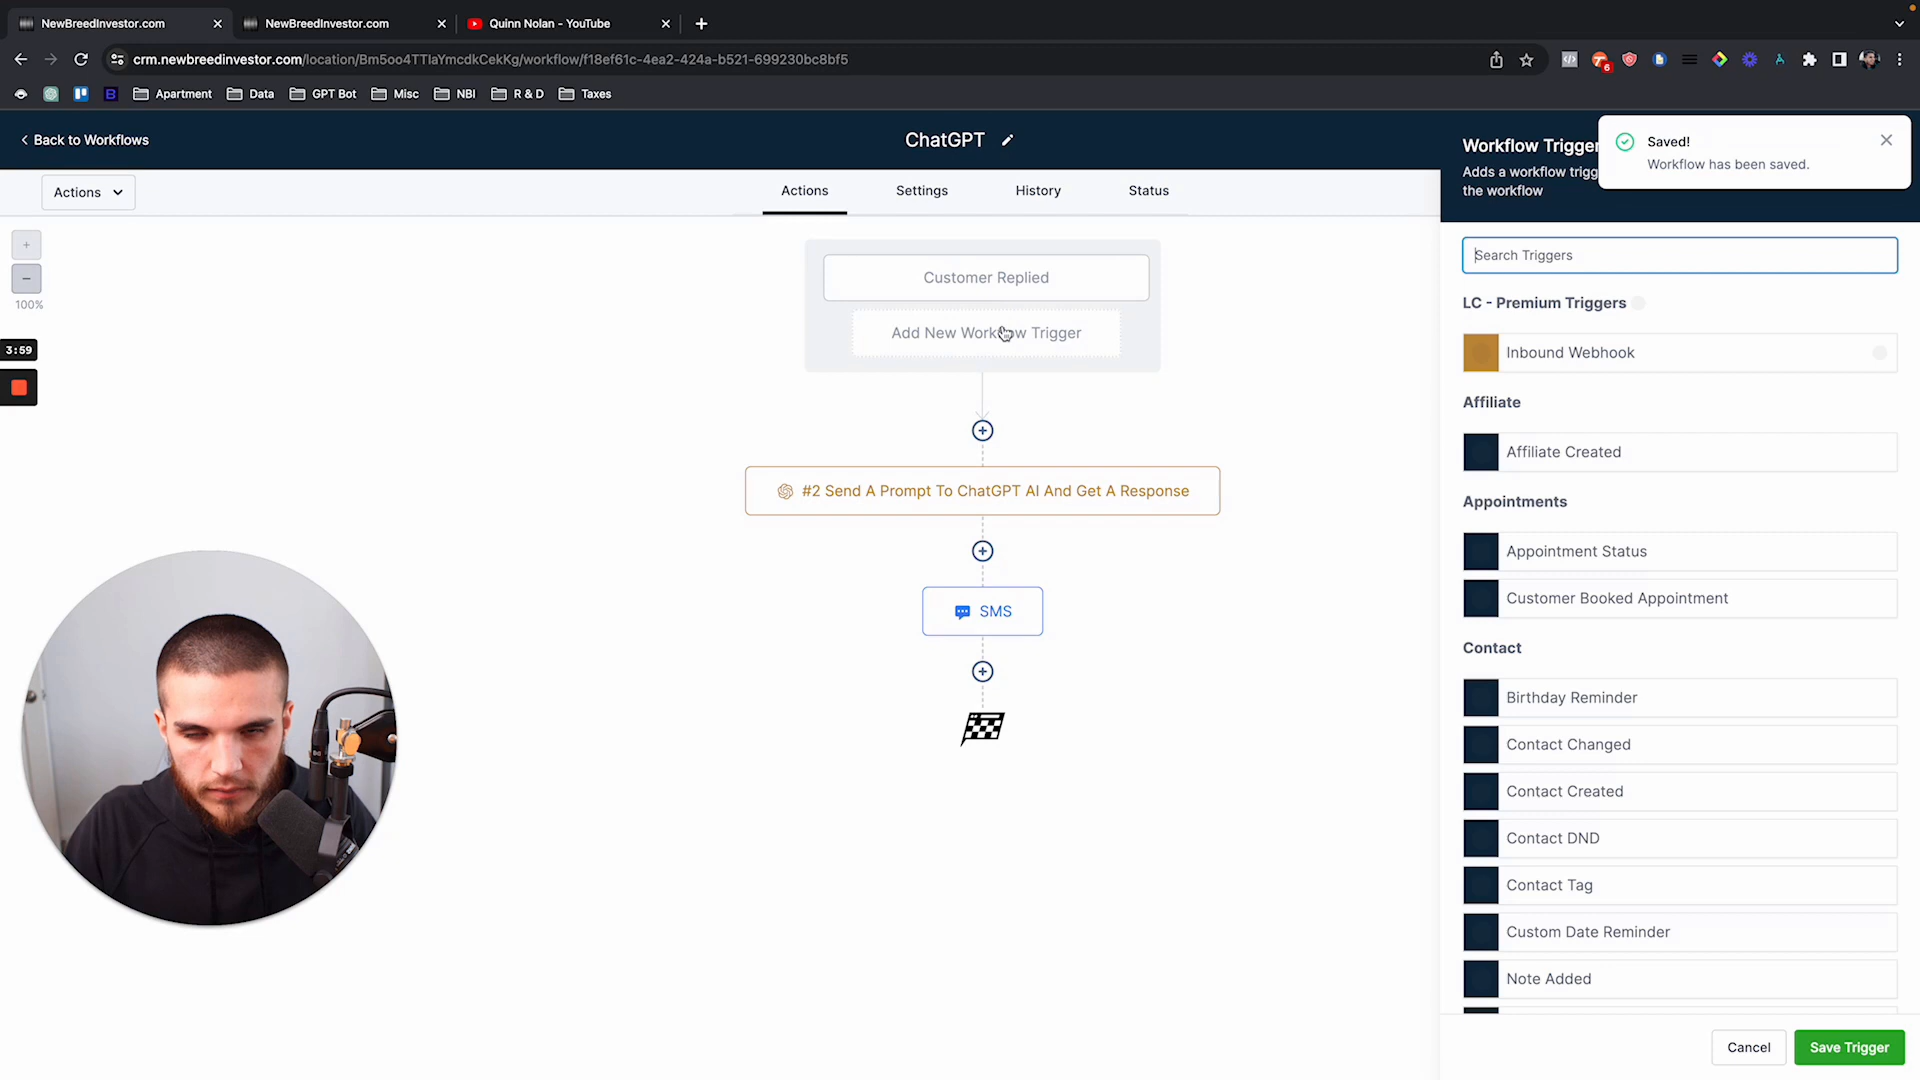 NewBreedInvestor.com
NewBreedInvestor.com
Quinn Nolan - YouTube
crm.newbreedinvestor.com/location/Bm5oo4TTIaYmcdkCekKg/workflow/f18ef61c-4ea2-424a-b521-699230bc8bf5
6
B
Apartment
Data
GPT Bot
Misc
NBI
R & D
Taxes
Back to Workflows
ChatGPT
Workflow Trigger
Adds a workflow trigg
the workflow
Saved!
Workflow has been saved.
Actions
Actions
Settings
History
Status
100%
3:59
Customer Replied
Add New Workflow Trigger
#2 Send A Prompt To ChatGPT AI And Get A Response
SMS
Search Triggers
LC - Premium Triggers
Inbound Webhook
Affiliate
Affiliate Created
Appointments
Appointment Status
Customer Booked Appointment
Contact
Birthday Reminder
Contact Changed
Contact Created
Contact DND
Contact Tag
Custom Date Reminder
Note Added
Cancel
Save Trigger